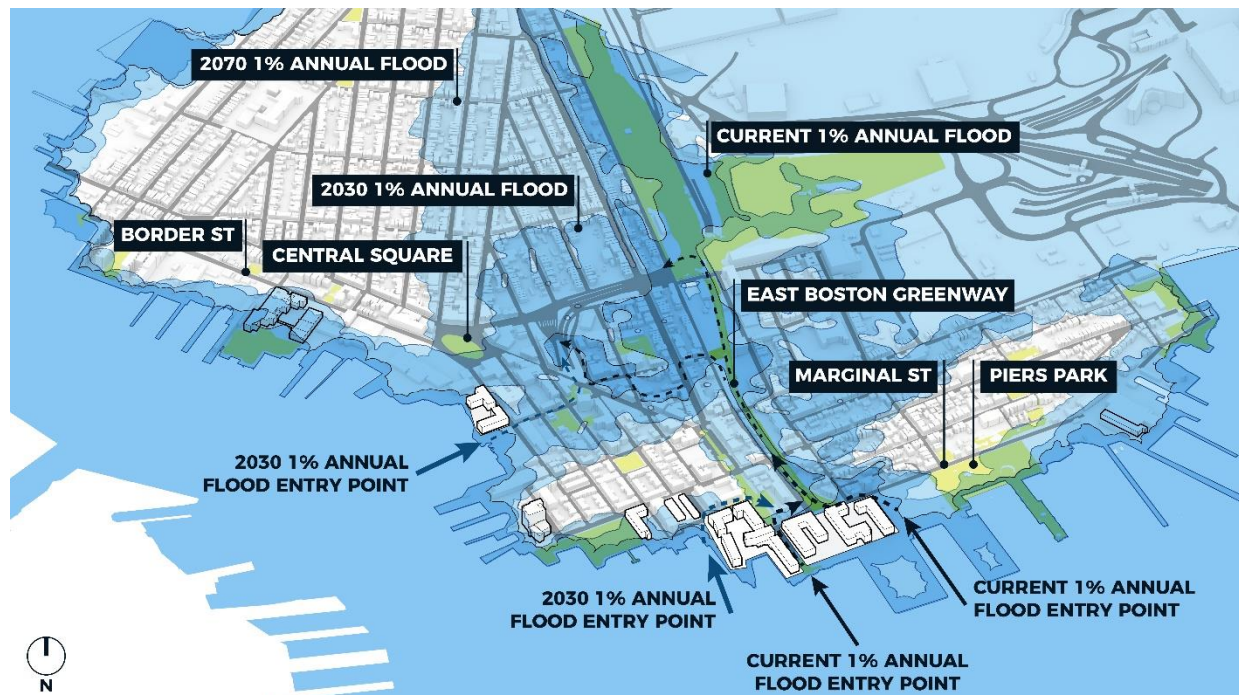 2070 1% ANNUAL FLOOD
CURRENT 1% ANNUAL FLOOD
2030 1% ANNUAL FLOOD
BORDER ST
CENTRAL SQUARE
EAST BOSTON GREENWAY
MARGINAL ST
PIERS PARK
2030 1% ANNUAL
FLOOD ENTRY POINT
2030 1% ANNUAL
FLOOD ENTRY POINT
CURRENT 1% ANNUAL
FLOOD ENTRY POINT
CURRENT 1% ANNUAL
FLOOD ENTRY POINT
N